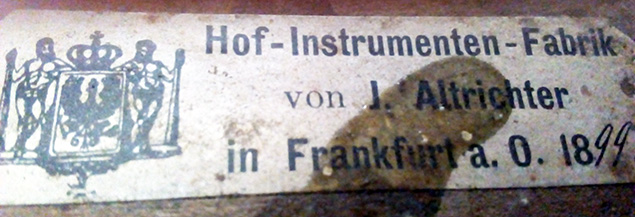 Hof-Instrumenten-Fabrik
von J. Altrichter
in Frankfurt a. O. 1899